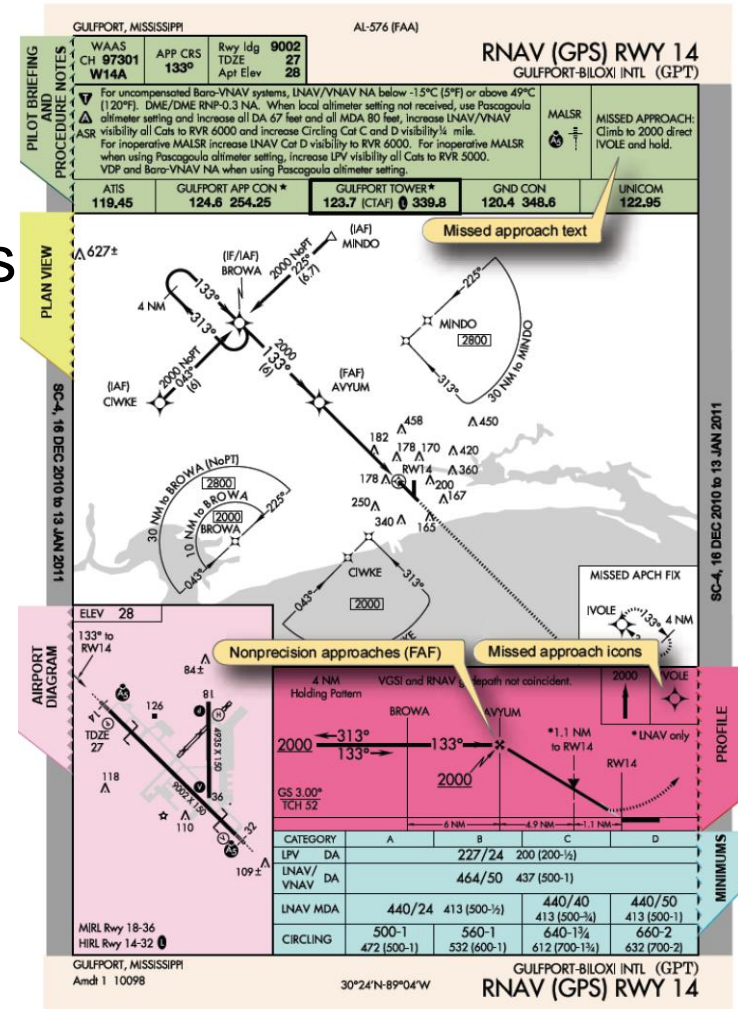 GULFPORT, MISSISSIPPI
AL-576 (FAA)
WAAS
CH 97301
W14A
APP CRS
133°
Rwy ldg 9002
TDZE 27
Apt Elev 28
RNAV (GPS) RWY 14
GULFPORT-BILOXI INTL (GPT)
PILOT BRIEFING
AND
PROCEDURE NOTES
T
A
ASR
For uncompensated Baro-VNAV systems, LNAV/VNAV NA below -15°C (5°F) or above 49°C
(120°F). DME/DME RNP-0.3 NA. When local altimeter setting not received, use Pascagoula
altimeter setting and increase all DA 67 feet and all MDA 80 feet, increase LNAV/VNAV
visibility all Cats to RVR 6000 and increase Circling Cat C and D visibility ¼ mile.
For inoperative MALSR increase LNAV Cat D visibility to RVR 6000. For inoperative MALSR
when using Pascagoula altimeter setting, increase LPV visibility all Cats to RVR 5000.
VDP and Baro-VNAV NA when using Pascagoula altimeter setting.
MALSR
A5
MISSED APPROACH:
Climb to 2000 direct
IVOLE and hold.
ATIS
119.45
GULFPORT APP CON★
124.6 254.25
GULFPORT TOWER★
123.7 (CTAF) L 339.8
GND CON
120.4 348.6
UNICOM
122.95
Missed approach text
s
PLAN VIEW
627±
(IF/IAF)
BROWA
2000 NoPT
225°
(6.7)
(IAF)
MINDO
4 NM
133°
313°
2000
133°
(6)
2000 NoPT
043°
(6)
(IAF)
CIWKE
(FAF)
AVYUM
225°
MINDO
2800
313°
30 NM to MINDO
458
450
182
178
170
420
RW14
360
178
200
167
250
340
165
30 NM to BROWA (NoPT)
2800
10 NM to BROWA
2000
BROWA
225°
043°
CIWKE
043°
313°
2000
MISSED APCH FIX
IVOLE
133°
4 NM
SC-4, 16 DEC 2010 to 13 JAN 2011
SC-4, 16 DEC 2010 to 13 JAN 2011
AIRPORT
DIAGRAM
ELEV 28
133° to
RW14
84±
A5
126
18
14
TDZE
27
4935 X 150
118
9002 X 150
36
110
32
A5
109±
MIRL Rwy 18-36
HIRL Rwy 14-32 L
Nonprecision approaches (FAF)
Missed approach icons
PROFILE
4 NM
Holding Pattern
VGSI and RNAV
not coincident.
2000
IVOLE
BROWA
AVYUM
*1.1 NM
to RW14
*LNAV only
2000
313°
133°
133°
2000
RW14
GS 3.00°
TCH 52
6 NM
4.9 NM
1.1 NM
MINIMUMS
CATEGORY A B C D
LPV DA 227/24 200 (200-½)
LNAV/
VNAV DA 464/50 437 (500-1)
LNAV MDA 440/24 413 (500-½)
440/40
413 (500-¾)
440/50
413 (500-1)
CIRCLING
500-1
472 (500-1)
560-1
532 (600-1)
640-1¾
612 (700-1¾)
660-2
632 (700-2)
GULFPORT, MISSISSIPPI
Amdt 1 10098
30°24'N-89°04'W
GULFPORT-BILOXI INTL (GPT)
RNAV (GPS) RWY 14